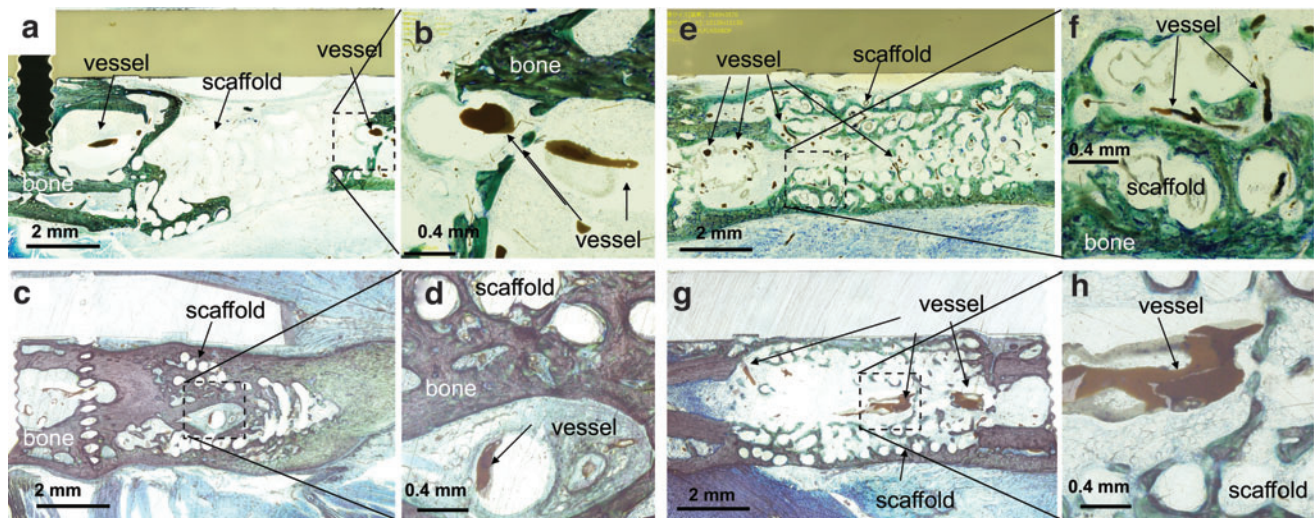 a
vessel
scaffold
vessel
bone
2 mm
b
bone
0.4 mm
vessel
e
vessel
scaffold
2 mm
f
vessel
0.4 mm
scaffold
bone
c
scaffold
bone
2 mm
d
scaffold
bone
vessel
0.4 mm
g
vessel
2 mm
scaffold
h
vessel
0.4 mm
scaffold